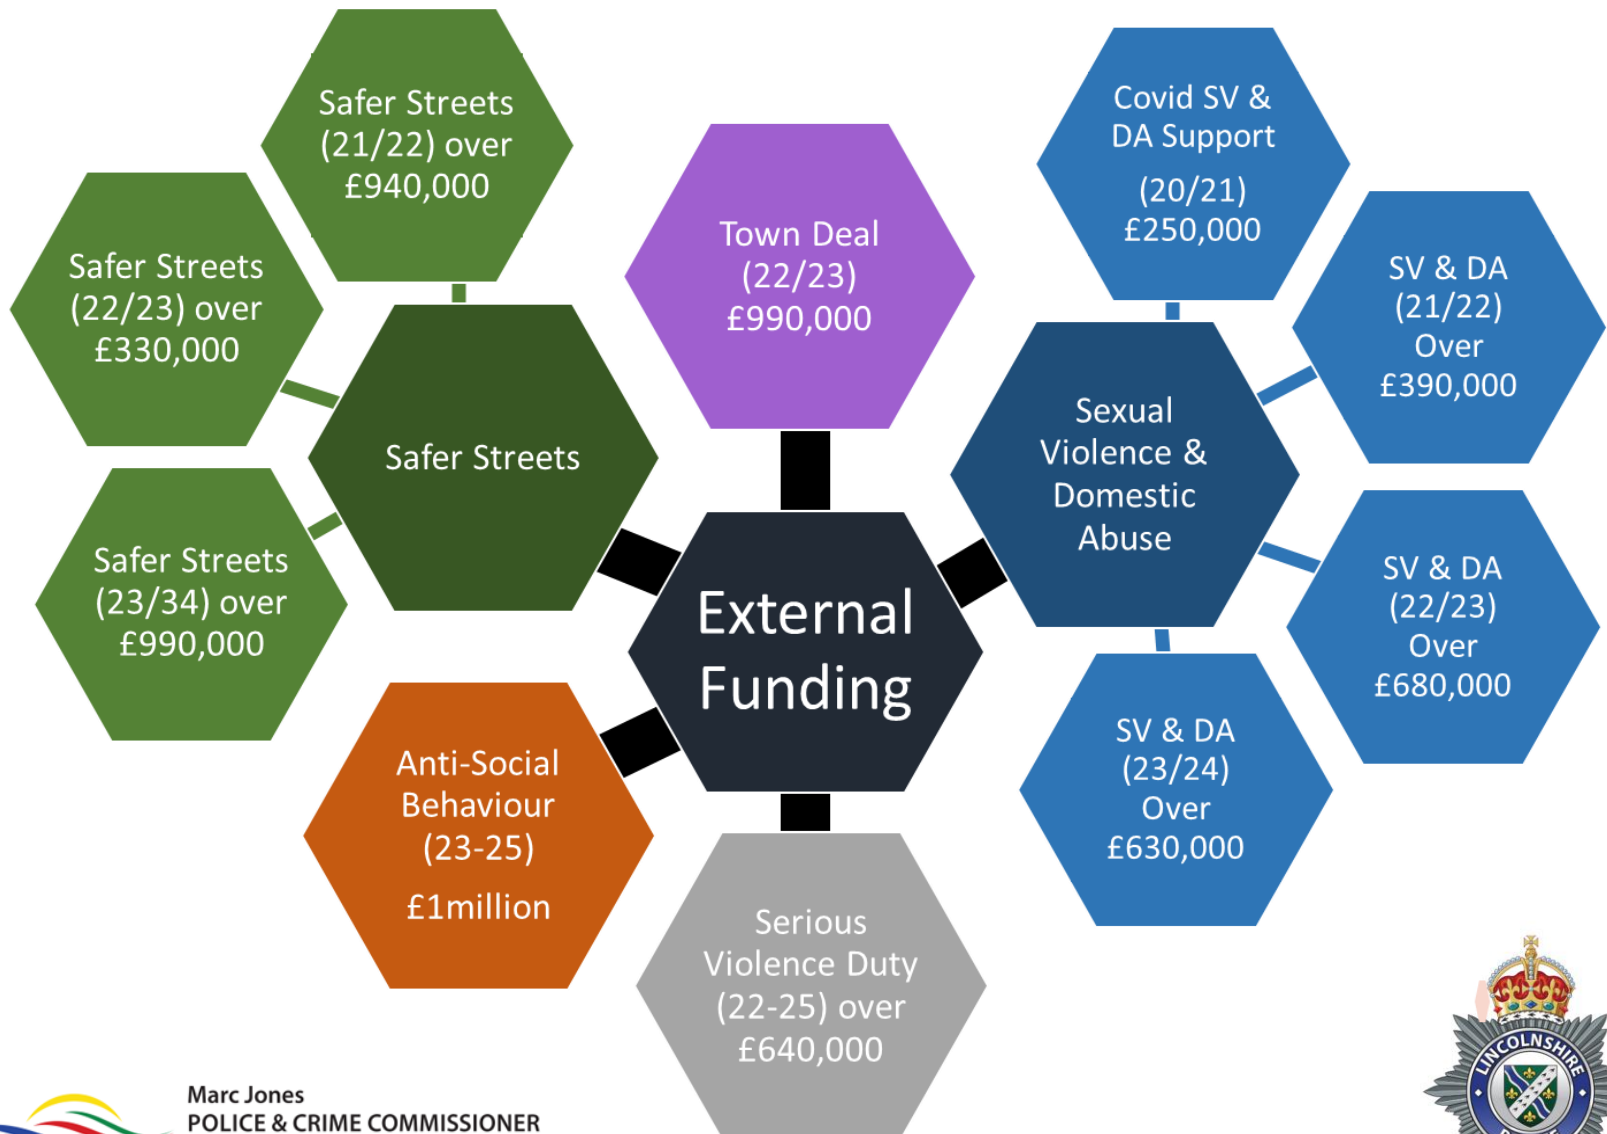 Safer Streets
(21/22) over
£940,000
Safer Streets
(22/23) over
£330,000
Safer Streets
(23/34) over
£990,000
Safer Streets
Town Deal
(22/23)
£990,000
Covid SV &
DA Support
(20/21)
£250,000
SV & DA
(21/22)
Over
£390,000
Sexual
Violence &
Domestic
Abuse
SV & DA
(22/23)
Over
£680,000
SV & DA
(23/24)
Over
£630,000
External
Funding
Anti-Social
Behaviour
(23-25)
£1million
Serious
Violence Duty
(22-25) over
£640,000
Marc Jones
POLICE & CRIME COMMISSIONER
LINCOLNSHIRE